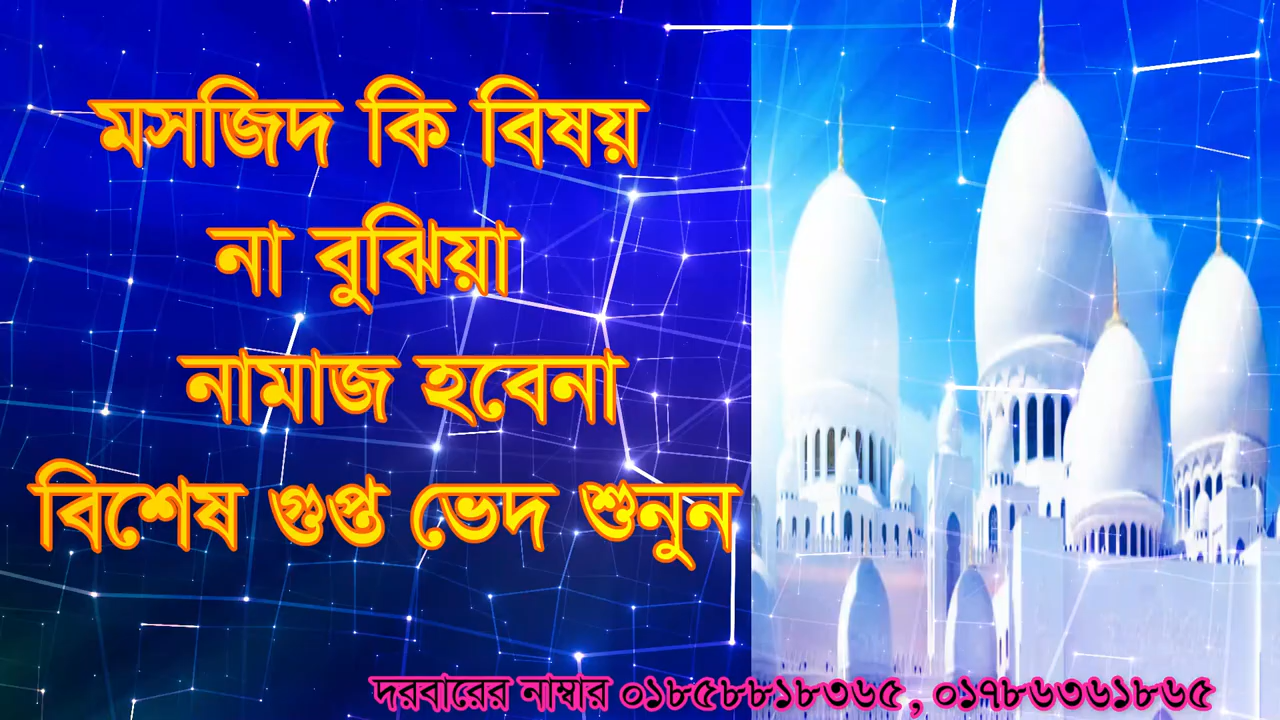 মসজিদ কি বিষয়
না বুঝিয়া
নামাজ হবেনা
বিশেষ গুপ্ত ভেদ শুনুন
দরবারের নাম্বার ০১৮৫৮৮১৮৩৬৫, ০১৭৮৬৩৬১৮৬৫